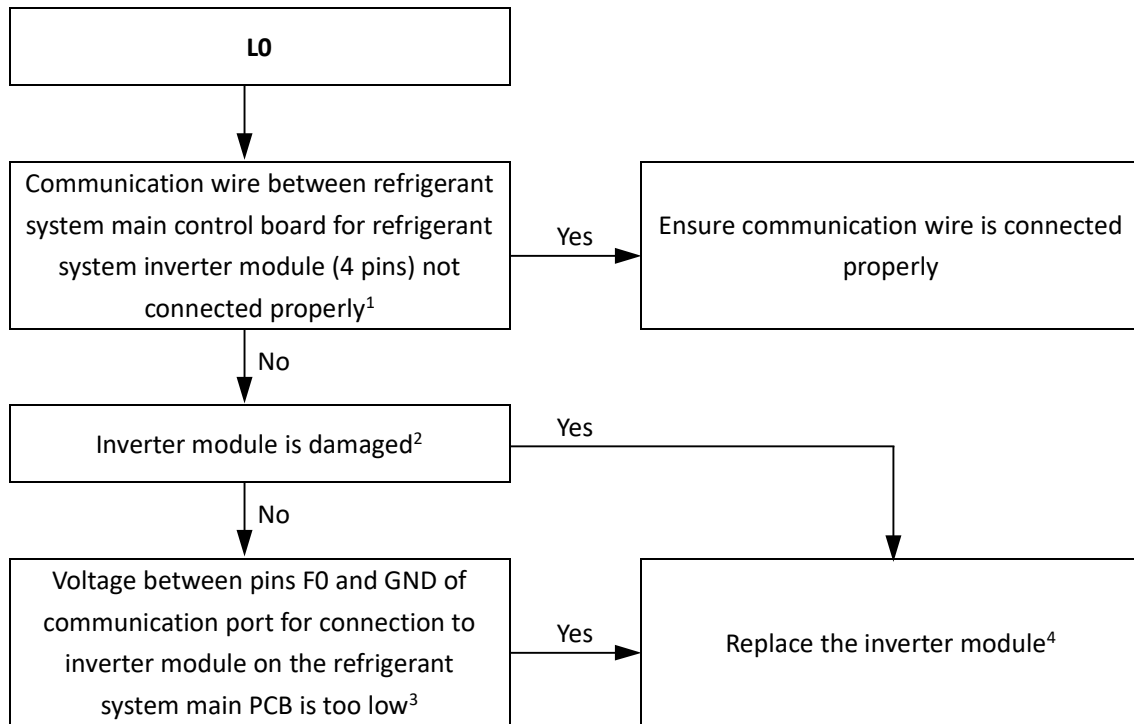 L0
Communication wire between refrigerant
system main control board for refrigerant
system inverter module (4 pins) not
connected properly¹
Yes
Ensure communication wire is connected
properly
No
Inverter module is damaged²
Yes
No
Voltage between pins F0 and GND of
communication port for connection to
inverter module on the refrigerant
system main PCB is too low³
Yes
Replace the inverter module⁴